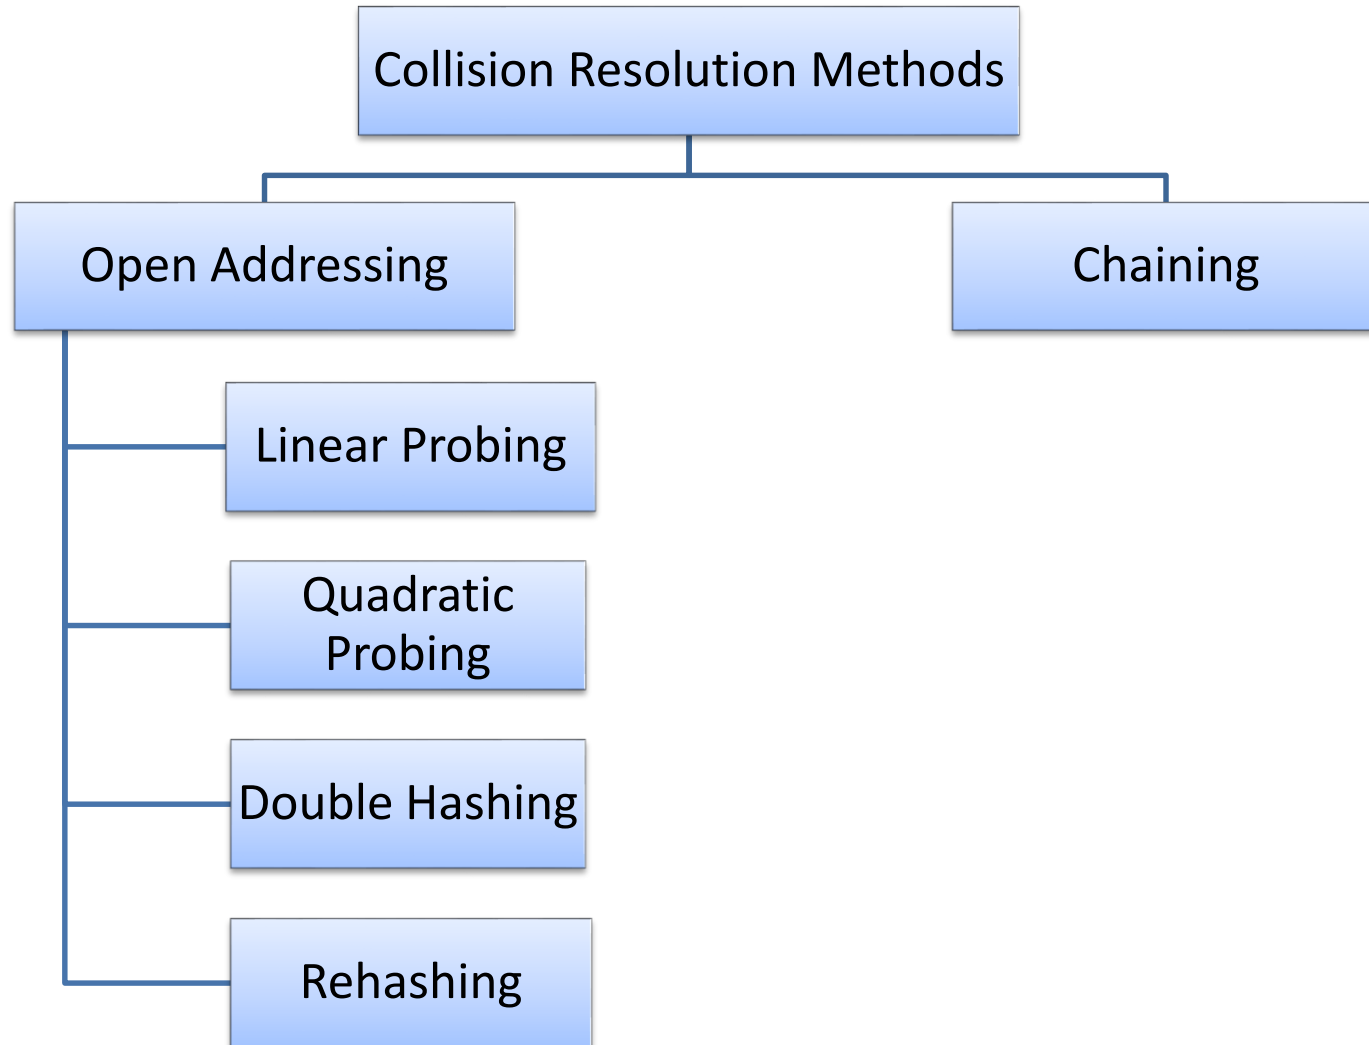 Collision Resolution Methods
Open Addressing
Chaining
Linear Probing
Quadratic
Probing
Double Hashing
Rehashing